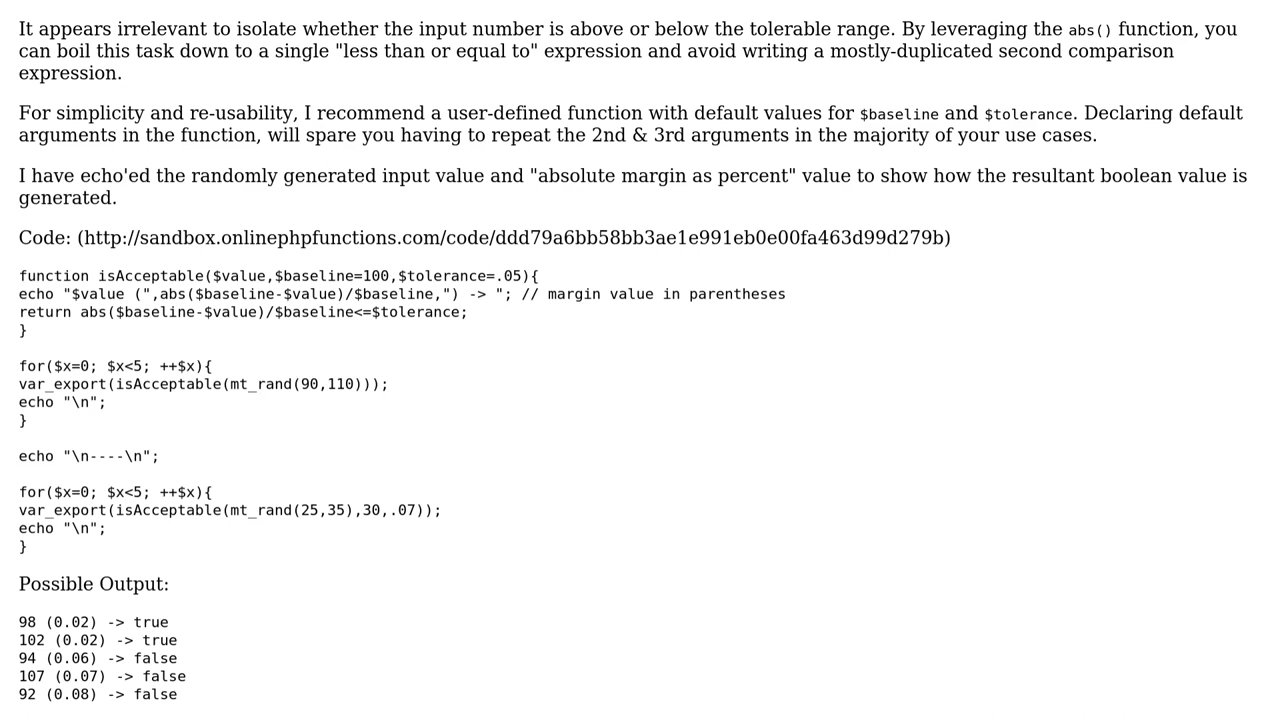 It appears irrelevant to isolate whether the input number is above or below the tolerable range. By leveraging the abs() function, you
can boil this task down to a single "less than or equal to" expression and avoid writing a mostly-duplicated second comparison
expression.
For simplicity and re-usability, I recommend a user-defined function with default values for $baseline and $tolerance. Declaring default
arguments in the function, will spare you having to repeat the 2nd & 3rd arguments in the majority of your use cases.
I have echo'ed the randomly generated input value and "absolute margin as percent" value to show how the resultant boolean value is
generated.
Code: (http://sandbox.onlinephpfunctions.com/code/ddd79a6bb58bb3ae1e991eb0e00fa463d99d279b)
function isAcceptable($value,$baseline=100,$tolerance=.05){
echo "$value (",abs($baseline-$value)/$baseline,") -> "; // margin value in parentheses
return abs($baseline-$value)/$baseline<=$tolerance;
}
for($x=0; $x<5; ++$x){
var_export(isAcceptable(mt_rand(90,110)));
echo "\n";
}
echo "\n----\n";
for($x=0; $x<5; ++$x){
var_export(isAcceptable(mt_rand(25,35),30,.07));
echo "\n";
}
Possible Output:
98 (0.02) -> true
102 (0.02) -> true
94 (0.06) -> false
107 (0.07) -> false
92 (0.08) -> false